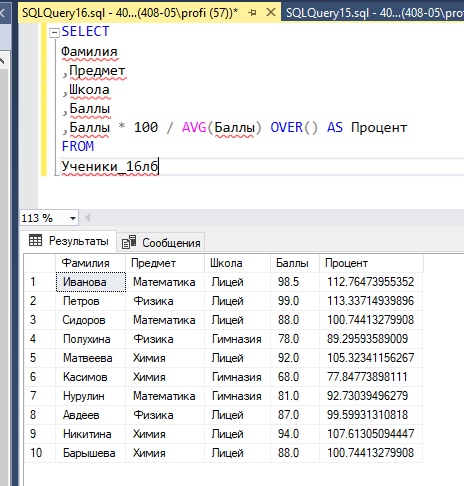 SQLQuery16.sql - 40...(408-05\profi (57))* SQLQuery15.sql - 40...(408-05\profi
SELECT
Фамилия
,Предмет
,Школа
,Баллы
,Баллы * 100 / AVG(Баллы) OVER() AS Процент
FROM
Ученики_16лб
113 %
Результаты Сообщения
Фамилия Предмет Школа Баллы Процент
1 Иванова Математика Лицей 98.5 112.76473955352
2 Петров Физика Лицей 99.0 113.33714939896
3 Сидоров Математика Лицей 88.0 100.74413279908
4 Полухина Физика Гимназия 78.0 89.29593589009
5 Матвеева Химия Лицей 92.0 105.32341156267
6 Касимов Химия Гимназия 68.0 77.84773898111
7 Нурулин Математика Гимназия 81.0 92.73039496279
8 Авдеев Физика Лицей 87.0 99.59931310818
9 Никитина Химия Лицей 94.0 107.61305094447
10 Барышева Химия Лицей 88.0 100.74413279908